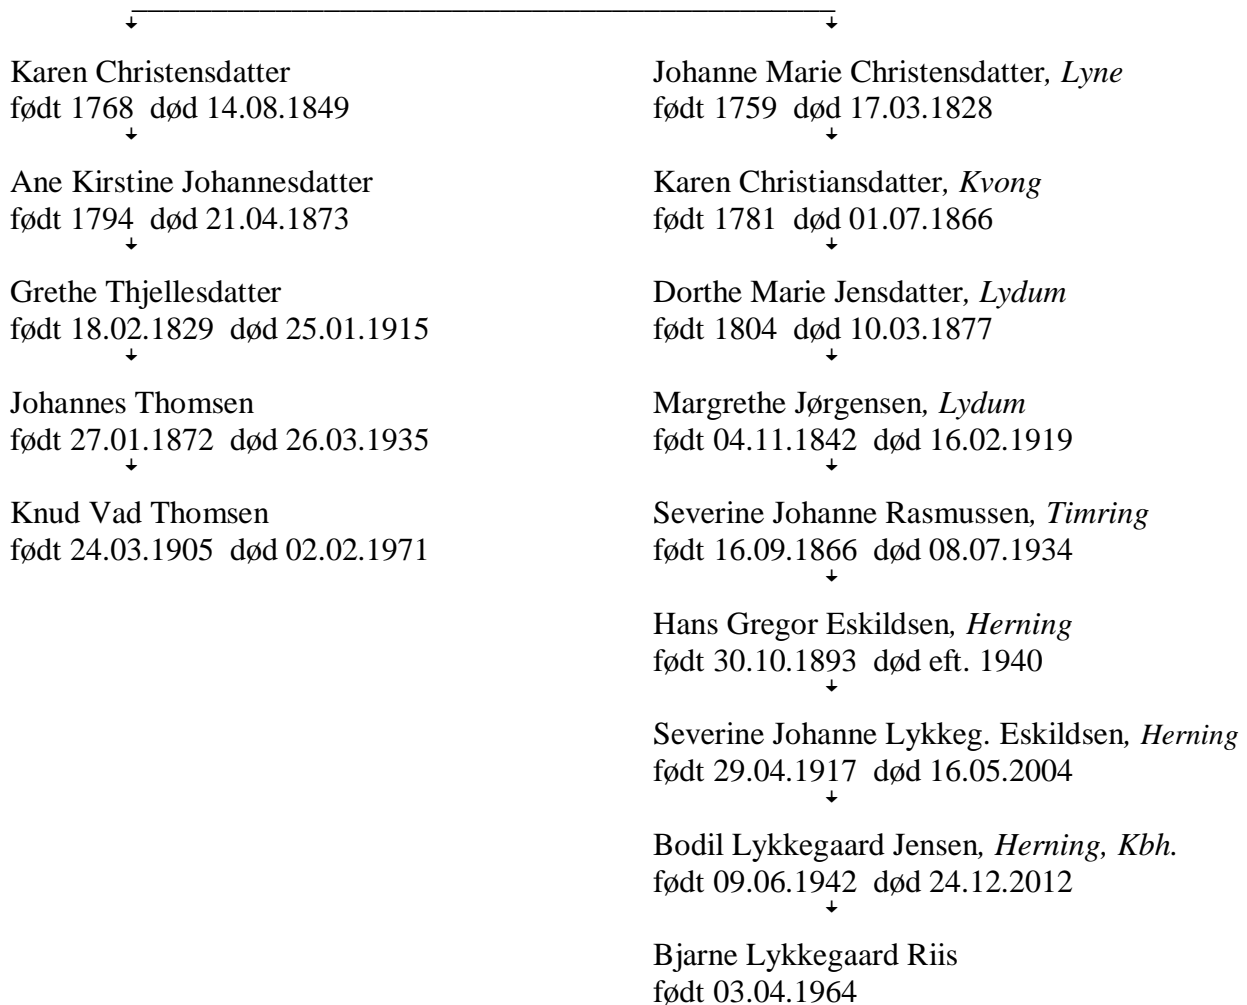 Karen Christensdatter
født 1768 død 14.08.1849
Ane Kirstine Johannesdatter
født 1794 død 21.04.1873
Grethe Thjellesdatter
født 18.02.1829 død 25.01.1915
Johannes Thomsen
født 27.01.1872 død 26.03.1935
Knud Vad Thomsen
født 24.03.1905 død 02.02.1971
Johanne Marie Christensdatter, Lyne
født 1759 død 17.03.1828
Karen Christiansdatter, Kvong
født 1781 død 01.07.1866
Dorthe Marie Jensdatter, Lydum
født 1804 død 10.03.1877
Margrethe Jørgensen, Lydum
født 04.11.1842 død 16.02.1919
Severine Johanne Rasmussen, Timring
født 16.09.1866 død 08.07.1934
Hans Gregor Eskildsen, Herning
født 30.10.1893 død eft. 1940
Severine Johanne Lykkeg. Eskildsen, Herning
født 29.04.1917 død 16.05.2004
Bodil Lykkegaard Jensen, Herning, Kbh.
født 09.06.1942 død 24.12.2012
Bjarne Lykkegaard Riis
født 03.04.1964